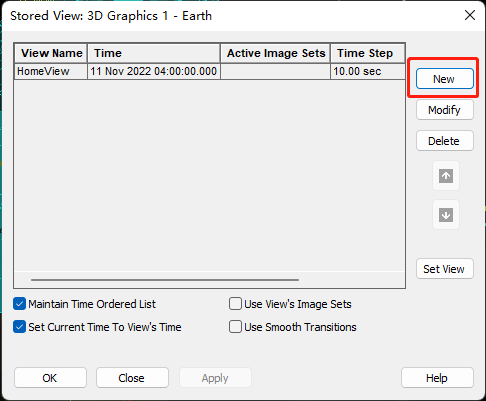 Stored View: 3D Graphics 1 - Earth
View Name Time Active Image Sets Time Step
HomeView 11 Nov 2022 04:00:00.000 10.00 sec
New
Modify
Delete
Set View
Maintain Time Ordered List Use View's Image Sets
Set Current Time To View's Time Use Smooth Transitions
OK Close Apply Help